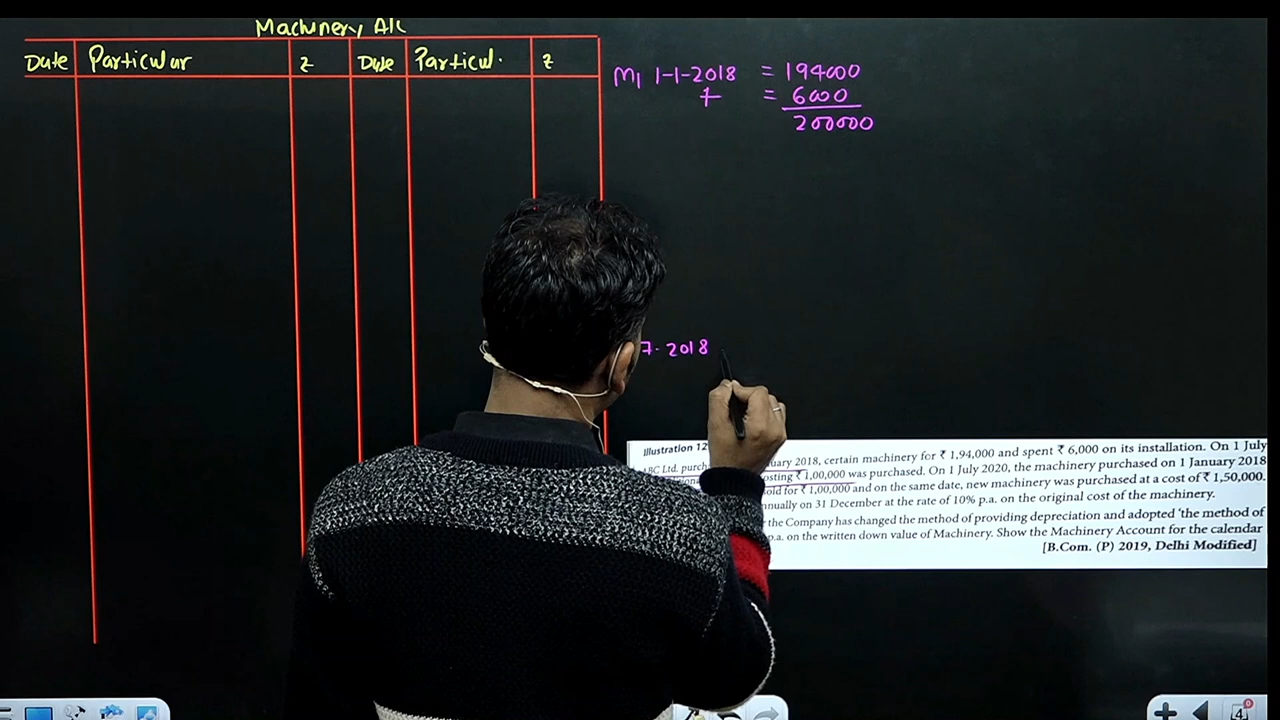 Machinery A/c
Date Particular ₹ Date Particul. ₹
M1 1-1-2018 = 194000
+ = 6000
200000
7.2018
Illustration 12
ABC Ltd. purch uary 2018, certain machinery for ₹ 1,94,000 and spent ₹ 6,000 on its installation. On 1 July
osting ₹ 1,00,000 was purchased. On 1 July 2020, the machinery purchased on 1 January 2018
old for ₹ 1,00,000 and on the same date, new machinery was purchased at a cost of ₹ 1,50,000.
nnually on 31 December at the rate of 10% p.a. on the original cost of the machinery.
the Company has changed the method of providing depreciation and adopted 'the method of
p.a. on the written down value of Machinery. Show the Machinery Account for the calendar
[B.Com. (P) 2019, Delhi Modified]
4